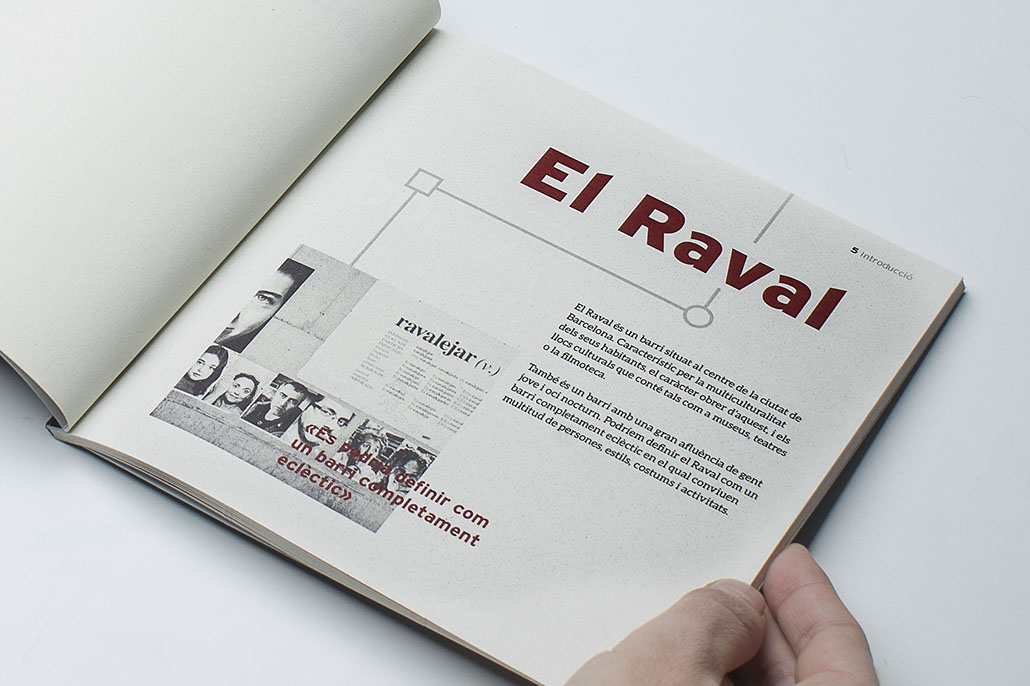 El Raval
5 Introducció
El Raval és un barri situat al centre de la ciutat de
Barcelona. Característic per la multiculturalitat
dels seus habitants, el caràcter obrer d'aquest, i els
llocs culturals que conté tals com a museus, teatres
o la filmoteca.
També és un barri amb una gran afluència de gent
jove i oci nocturn. Podríem definir el Raval com un
barri completament eclèctic en el qual conviuen
multitud de persones, estils, costums i activitats.
ravalejar (v.)
«Es podria definir com
un barri completament
eclèctic»